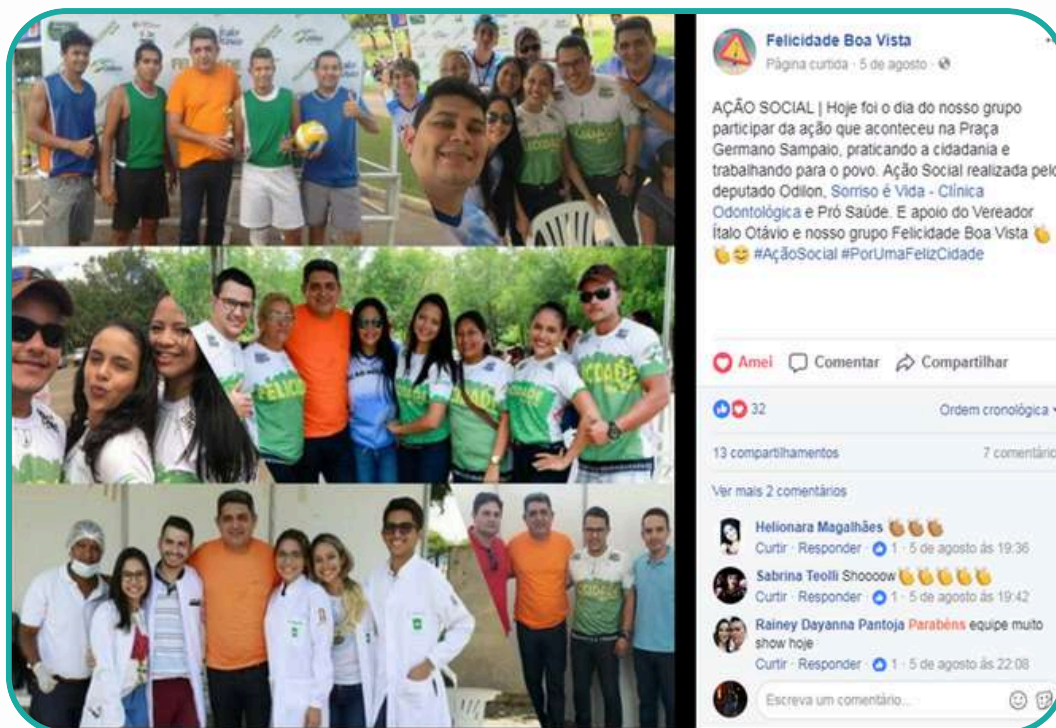 Felicidade Boa Vista
Página curtida · 5 de agosto ·
AÇÃO SOCIAL | Hoje foi o dia do nosso grupo
participar da ação que aconteceu na Praça
Germano Sampaio, praticando a cidadania e
trabalhando para o povo. Ação Social realizada pelo
deputado Odilon, Sorriso é Vida - Clínica
Odontológica e Pró Saúde. E apoio do Vereador
Ítalo Otávio e nosso grupo Felicidade Boa Vista 👏
👏😊 #AçãoSocial #PorUmaFelizCidade
Amei Comentar Compartilhar
32 Ordem cronológica
13 compartilhamentos 7 comentário
Ver mais 2 comentários
Helionara Magalhães 👏🏽👏🏽👏🏽
Curtir · Responder · 1 · 5 de agosto às 19:36
Sabrina Teolli Shoooow👏👏👏👏👏
Curtir · Responder · 1 · 5 de agosto às 19:42
Rainey Dayanna Pantoja Parabéns equipe muito
show hoje
Curtir · Responder · 1 · 5 de agosto às 22:08
Escreva um comentário...
FELICIDADE
CIDADE